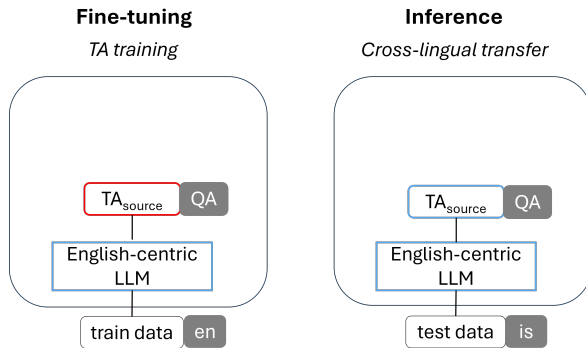 Fine-tuning
TA training
TAsource QA
English-centric
LLM
train data en
Inference
Cross-lingual transfer
TAsource QA
English-centric
LLM
test data is